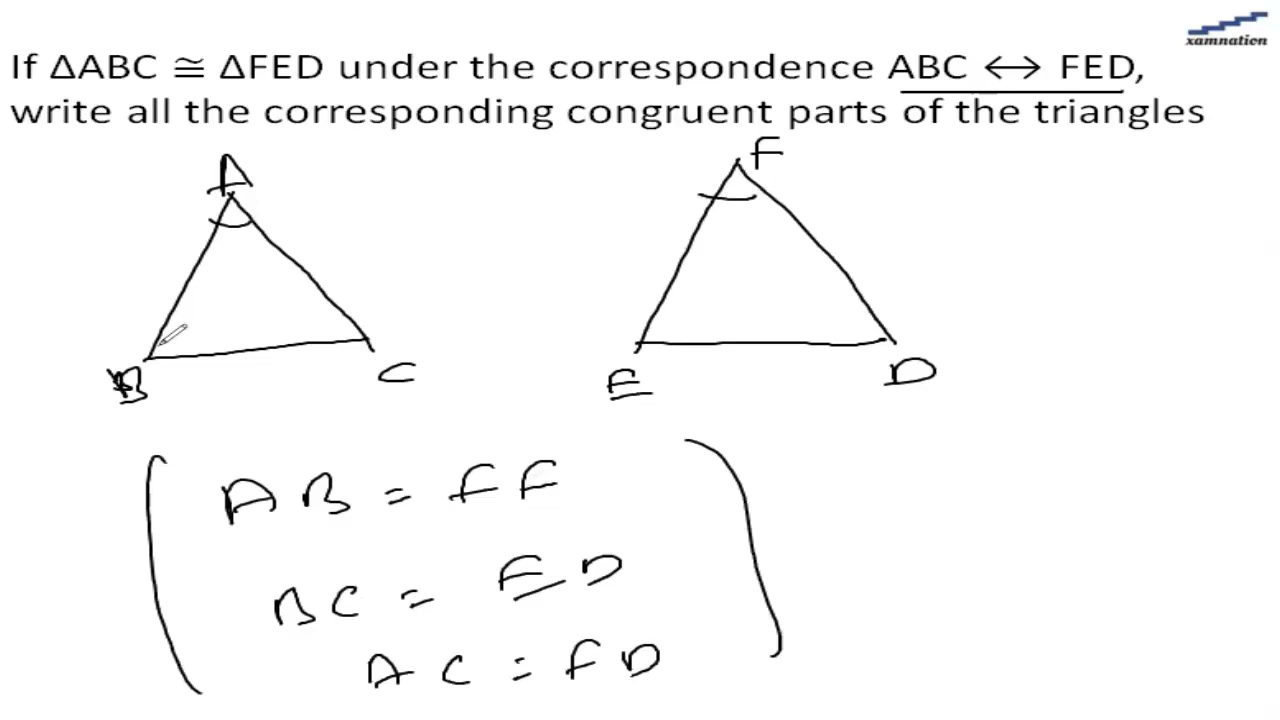 xamnation
If ΔABC ≅ ΔFED under the correspondence ABC ↔ FED,
write all the corresponding congruent parts of the triangles
A
F
B
C
E
D
AB = FF
BC = ED
AC = FD